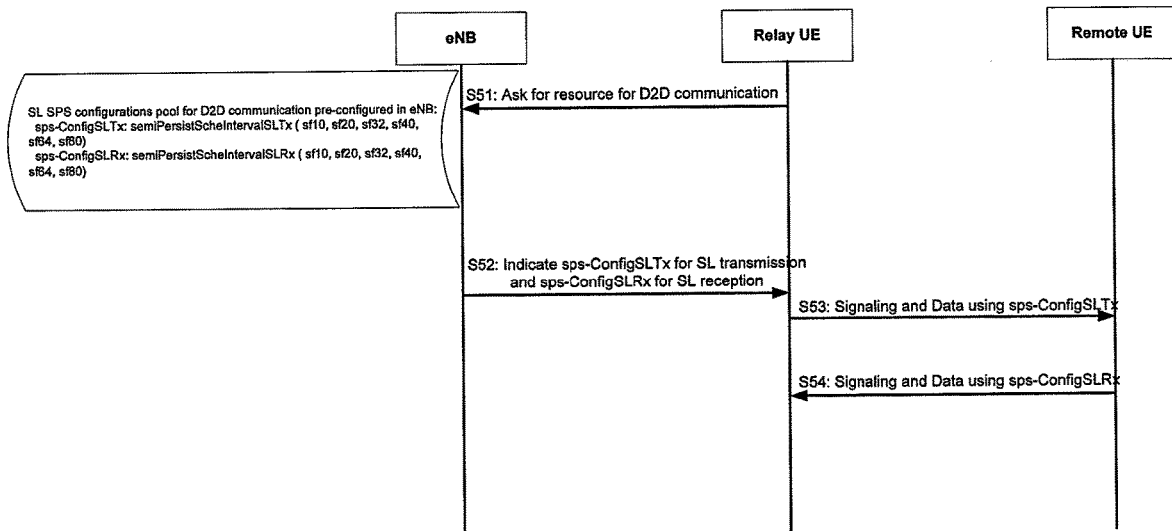 eNB
Relay UE
Remote UE
SL SPS configurations pool for D2D communication pre-configured in eNB:
sps-ConfigSLTx: semiPersistScheIntervalSLTx ( sf10, sf20, sf32, sf40,
sf64, sf80)
sps-ConfigSLRx: semiPersistScheIntervalSLRx ( sf10, sf20, sf32, sf40,
sf64, sf80)
S51: Ask for resource for D2D communication
S52: Indicate sps-ConfigSLTx for SL transmission
and sps-ConfigSLRx for SL reception
S53: Signaling and Data using sps-ConfigSLTx
S54: Signaling and Data using sps-ConfigSLRx